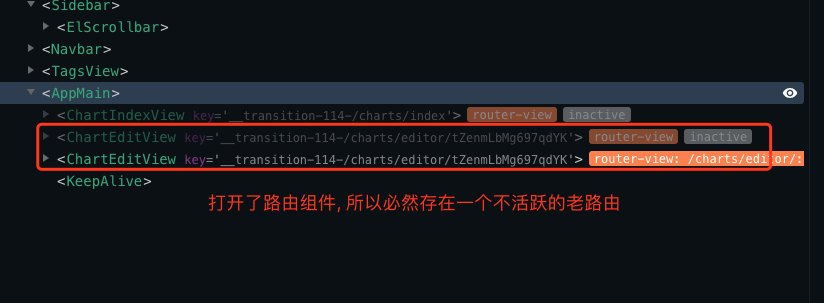 <Sidebar>
<ElScrollbar>
<Navbar>
<TagsView>
<AppMain>
<ChartIndexView key='__transition-114-/charts/index'> router-view inactive
<ChartEditView key='__transition-114-/charts/editor/tZenmLbMg697qdYK'> router-view inactive
<ChartEditView key='__transition-114-/charts/editor/tZenmLbMg697qdYK'> router-view: /charts/editor/:
<KeepAlive>
打开了路由组件, 所以必然存在一个不活跃的老路由